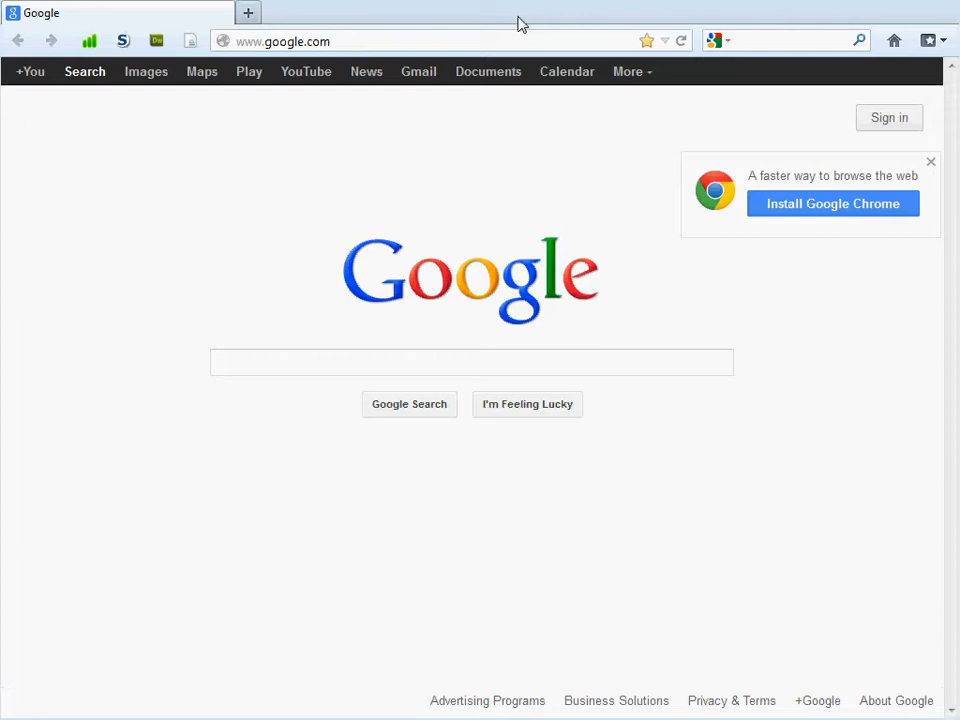 Google
www.google.com
+You Search Images Maps Play YouTube News Gmail Documents Calendar More
Sign in
A faster way to browse the web
Install Google Chrome
Google
Google Search I'm Feeling Lucky
Advertising Programs Business Solutions Privacy & Terms +Google About Google